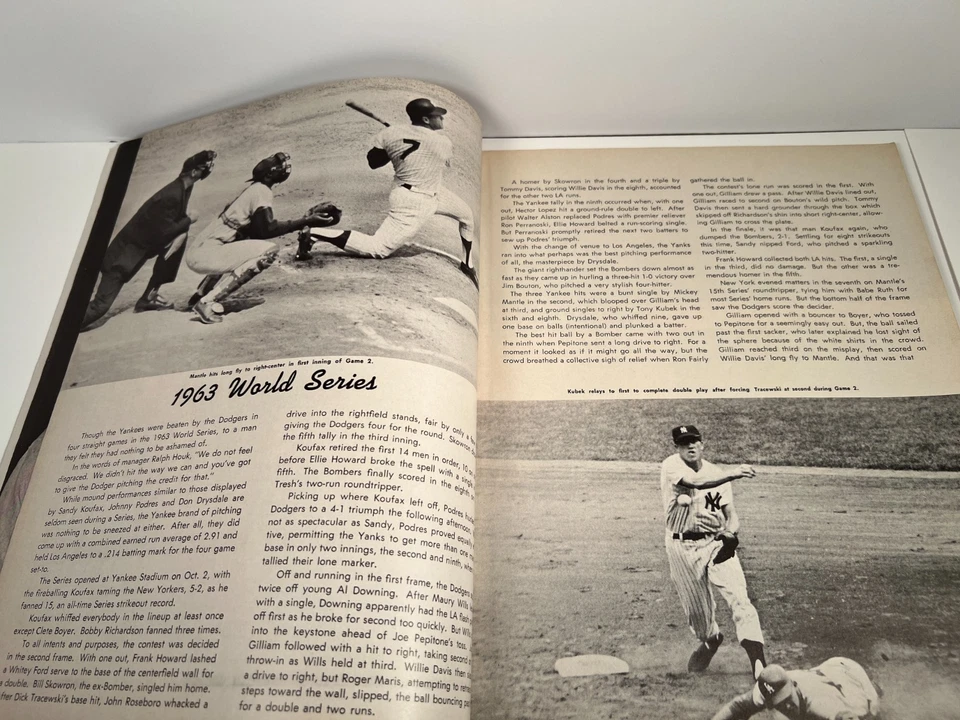 7
Mantle hits long fly to right-center in first inning of Game 2.
1963 World Series
Though the Yankees were beaten by the Dodgers in
four straight games in the 1963 World Series, to a man
they felt they had nothing to be ashamed of.
In the words of manager Ralph Houk, "We do not feel
disgraced. We didn't hit the way we can and you've got
to give the Dodger pitching the credit for that."
While mound performances similar to those displayed
by Sandy Koufax, Johnny Podres and Don Drysdale are
seldom seen during a Series, the Yankee brand of pitching
was nothing to be sneezed at either. After all, they did
come up with a combined earned run average of 2.91 and
held Los Angeles to a .214 batting mark for the four game
set-to.
The Series opened at Yankee Stadium on Oct. 2, with
the fireballing Koufax taming the New Yorkers, 5-2, as he
fanned 15, an all-time Series strikeout record.
Koufax whiffed everybody in the lineup at least once
except Clete Boyer. Bobby Richardson fanned three times.
To all intents and purposes, the contest was decided
in the second frame. With one out, Frank Howard lashed
a Whitey Ford serve to the base of the centerfield wall for
a double. Bill Skowron, the ex-Bomber, singled him home.
After Dick Tracewski's base hit, John Roseboro whacked a
drive into the rightfield stands, fair by only a
giving the Dodgers four for the round.
the fifth tally in the third inning.
Koufax retired the first 14 men in order, 10
before Ellie Howard broke the spell with a single
fifth. The Bombers finally scored in the eighth
Tresh's two-run roundtripper.
Picking up where Koufax left off, Podres
Dodgers to a 4-1 triumph the following afternoon
not as spectacular as Sandy, Podres proved
tive, permitting the Yanks to get more than one
base in only two innings, the second and ninth,
tallied their lone marker.
Off and running in the first frame, the Dodgers
twice off young Al Downing. After Maury Wills
with a single, Downing apparently had the LA
off first as he broke for second too quickly. But
into the keystone ahead of Joe Pepitone's toss.
Gilliam followed with a hit to right, taking second
throw-in as Wills held at third. Willie Davis then
a drive to right, but Roger Maris, attempting to
steps toward the wall, slipped, the ball bouncing
for a double and two runs.
A homer by Skowron in the fourth and a triple by
Tommy Davis, scoring Willie Davis in the eighth, accounted
for the other two LA runs.
The Yankee tally in the ninth occurred when, with one
out, Hector Lopez hit a ground-rule double to left. After
pilot Walter Alston replaced Podres with premier reliever
Ron Perranoski, Ellie Howard belted a run-scoring single.
But Perranoski promptly retired the next two batters to
sew up Podres' triumph.
With the change of venue to Los Angeles, the Yanks
ran into what perhaps was the best pitching performance
of all, the masterpiece by Drysdale.
The giant righthander set the Bombers down almost as
fast as they came up in hurling a three-hit 1-0 victory over
Jim Bouton, who pitched a very stylish four-hitter.
The three Yankee hits were a bunt single by Mickey
Mantle in the second, which blooped over Gilliam's head
at third, and ground singles to right by Tony Kubek in the
sixth and eighth. Drysdale, who whiffed nine, gave up
one base on balls (intentional) and plunked a batter.
The best hit ball by a Bomber came with two out in
the ninth when Pepitone sent a long drive to right. For a
moment it looked as if it might go all the way, but the
crowd breathed a collective sigh of relief when Ron Fairly
gathered the ball in.
The contest's lone run was scored in the first. With
one out, Gilliam drew a pass. After Willie Davis lined out,
Gilliam raced to second on Bouton's wild pitch. Tommy
Davis then sent a hard grounder through the box which
skipped off Richardson's shin into short right-center, allow-
ing Gilliam to cross the plate.
In the finale, it was that man Koufax again, who
dumped the Bombers, 2-1. Settling for eight strikeouts
this time, Sandy nipped Ford, who pitched a sparkling
two-hitter.
Frank Howard collected both LA hits. The first, a single
in the third, did no damage. But the other was a tre-
mendous homer in the fifth.
New York evened matters in the seventh on Mantle's
15th Series' roundtripper, tying him with Babe Ruth for
most Series' home runs. But the bottom half of the frame
saw the Dodgers score the decider.
Gilliam opened with a bouncer to Boyer, who tossed
to Pepitone for a seemingly easy out. But, the ball sailed
past the first sacker, who later explained he lost sight of
the sphere because of the white shirts in the crowd.
Gilliam reached third on the misplay, then scored on
Willie Davis' long fly to Mantle. And that was that
Kubek relays to first to complete double play after forcing Tracewski at second during Game 2.
NY